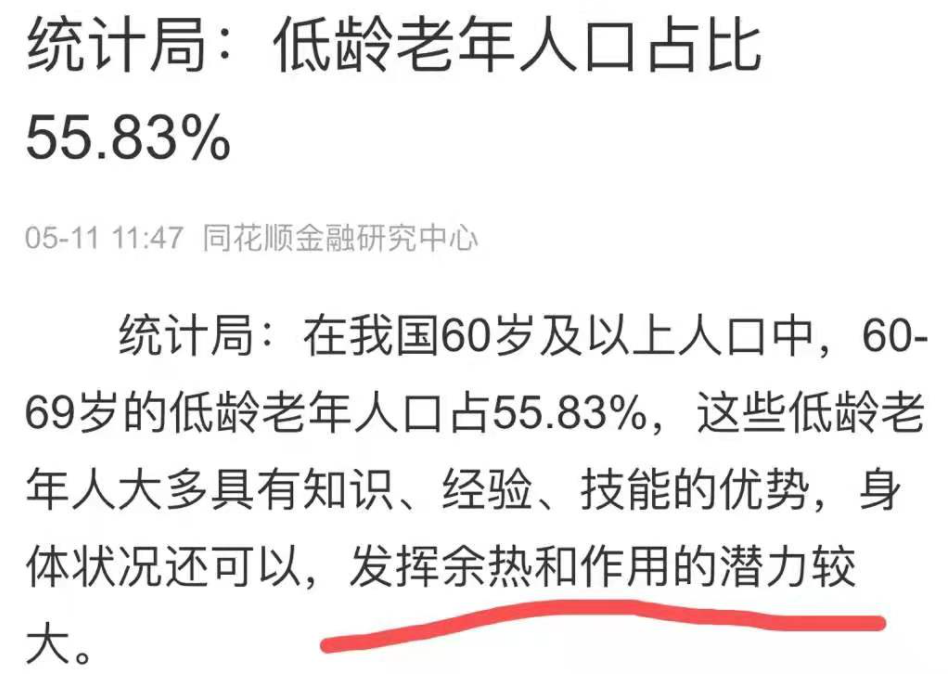 统计局：低龄老年人口占比
55.83%
05-11 11:47 同花顺金融研究中心
统计局：在我国60岁及以上人口中，60-
69岁的低龄老年人口占55.83%，这些低龄老
年人大多具有知识、经验、技能的优势，身
体状况还可以，发挥余热和作用的潜力较
大。